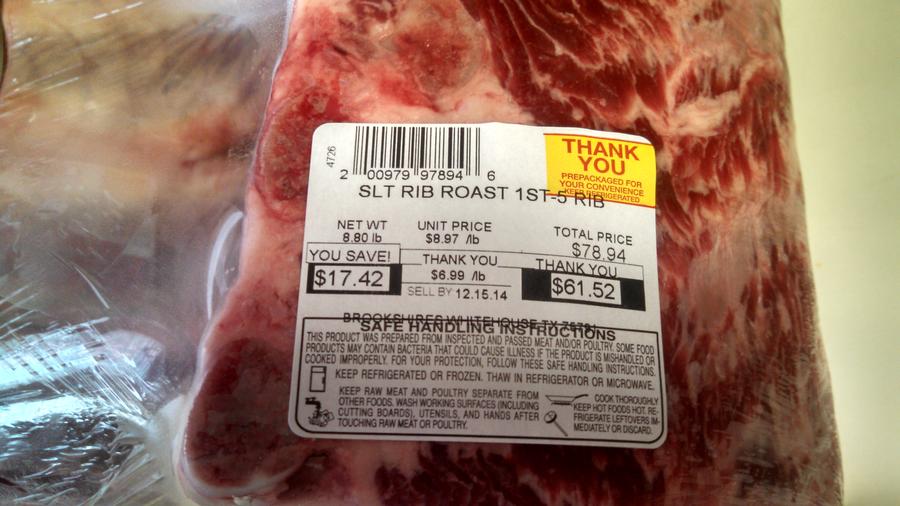 4726
2 00979 97894 6
THANK
YOU
PREPACKAGED FOR
YOUR CONVENIENCE
KEEP REFRIGERATED
SLT RIB ROAST 1ST-5 RIB
NET WT
8.80 lb
UNIT PRICE
$8.97 /lb
TOTAL PRICE
$78.94
YOU SAVE!
$17.42
THANK YOU
$6.99 /lb
SELL BY 12.15.14
THANK YOU
$61.52
BROOKSHIRES WHITEHOUSE TX
SAFE HANDLING INSTRUCTIONS
THIS PRODUCT WAS PREPARED FROM INSPECTED AND PASSED MEAT AND/OR POULTRY. SOME FOOD
PRODUCTS MAY CONTAIN BACTERIA THAT COULD CAUSE ILLNESS IF THE PRODUCT IS MISHANDLED OR
COOKED IMPROPERLY. FOR YOUR PROTECTION, FOLLOW THESE SAFE HANDLING INSTRUCTIONS.
KEEP REFRIGERATED OR FROZEN. THAW IN REFRIGERATOR OR MICROWAVE.
KEEP RAW MEAT AND POULTRY SEPARATE FROM
OTHER FOODS. WASH WORKING SURFACES (INCLUDING
CUTTING BOARDS), UTENSILS, AND HANDS AFTER
TOUCHING RAW MEAT OR POULTRY.
COOK THOROUGHLY
KEEP HOT FOODS HOT. RE-
FRIGERATE LEFTOVERS IM-
MEDIATELY OR DISCARD.